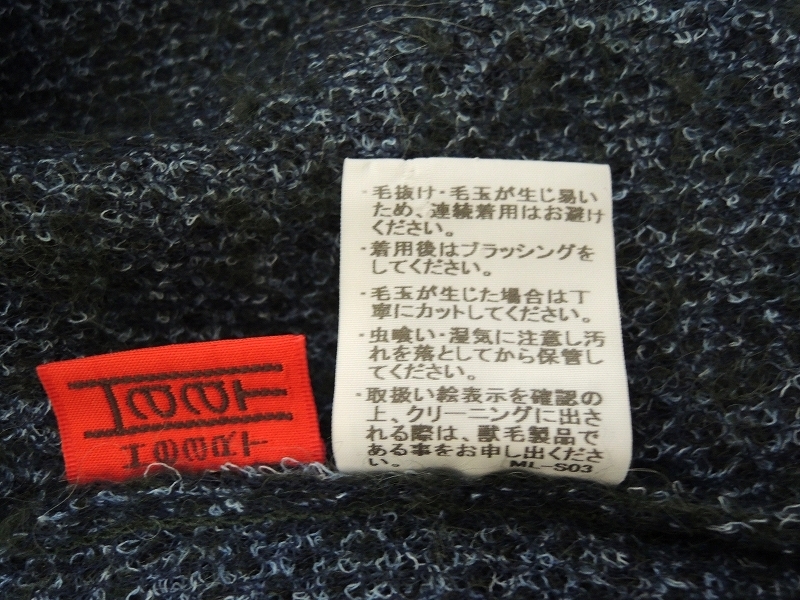 ・毛抜け・毛玉が生じ易い
ため、連続着用はお避け
ください。
・着用後はブラッシングを
してください。
・毛玉が生じた場合は丁
寧にカットしてください。
・虫喰い・湿気に注意し汚
れを落としてから保管し
てください。
・取扱い絵表示を確認の
上、クリーニングに出さ
れる際は、獣毛製品で
ある事をお申し出くださ
い。
ML-S03
HaaT
HeaRT